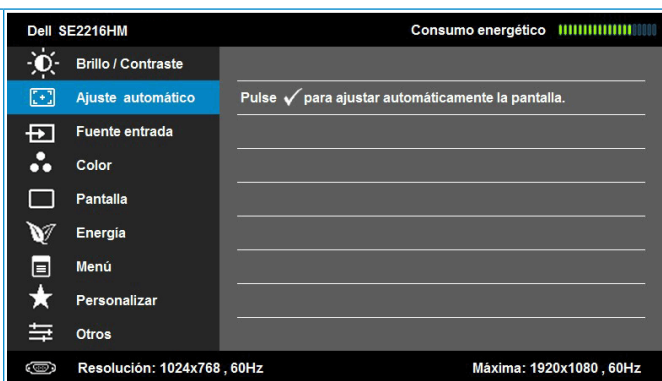 Dell SE2216HM Consumo energético
Brillo / Contraste
Ajuste automático Pulse ✓ para ajustar automáticamente la pantalla.
Fuente entrada
Color
Pantalla
Energía
Menú
Personalizar
Otros
Resolución: 1024x768 , 60Hz Máxima: 1920x1080 , 60Hz